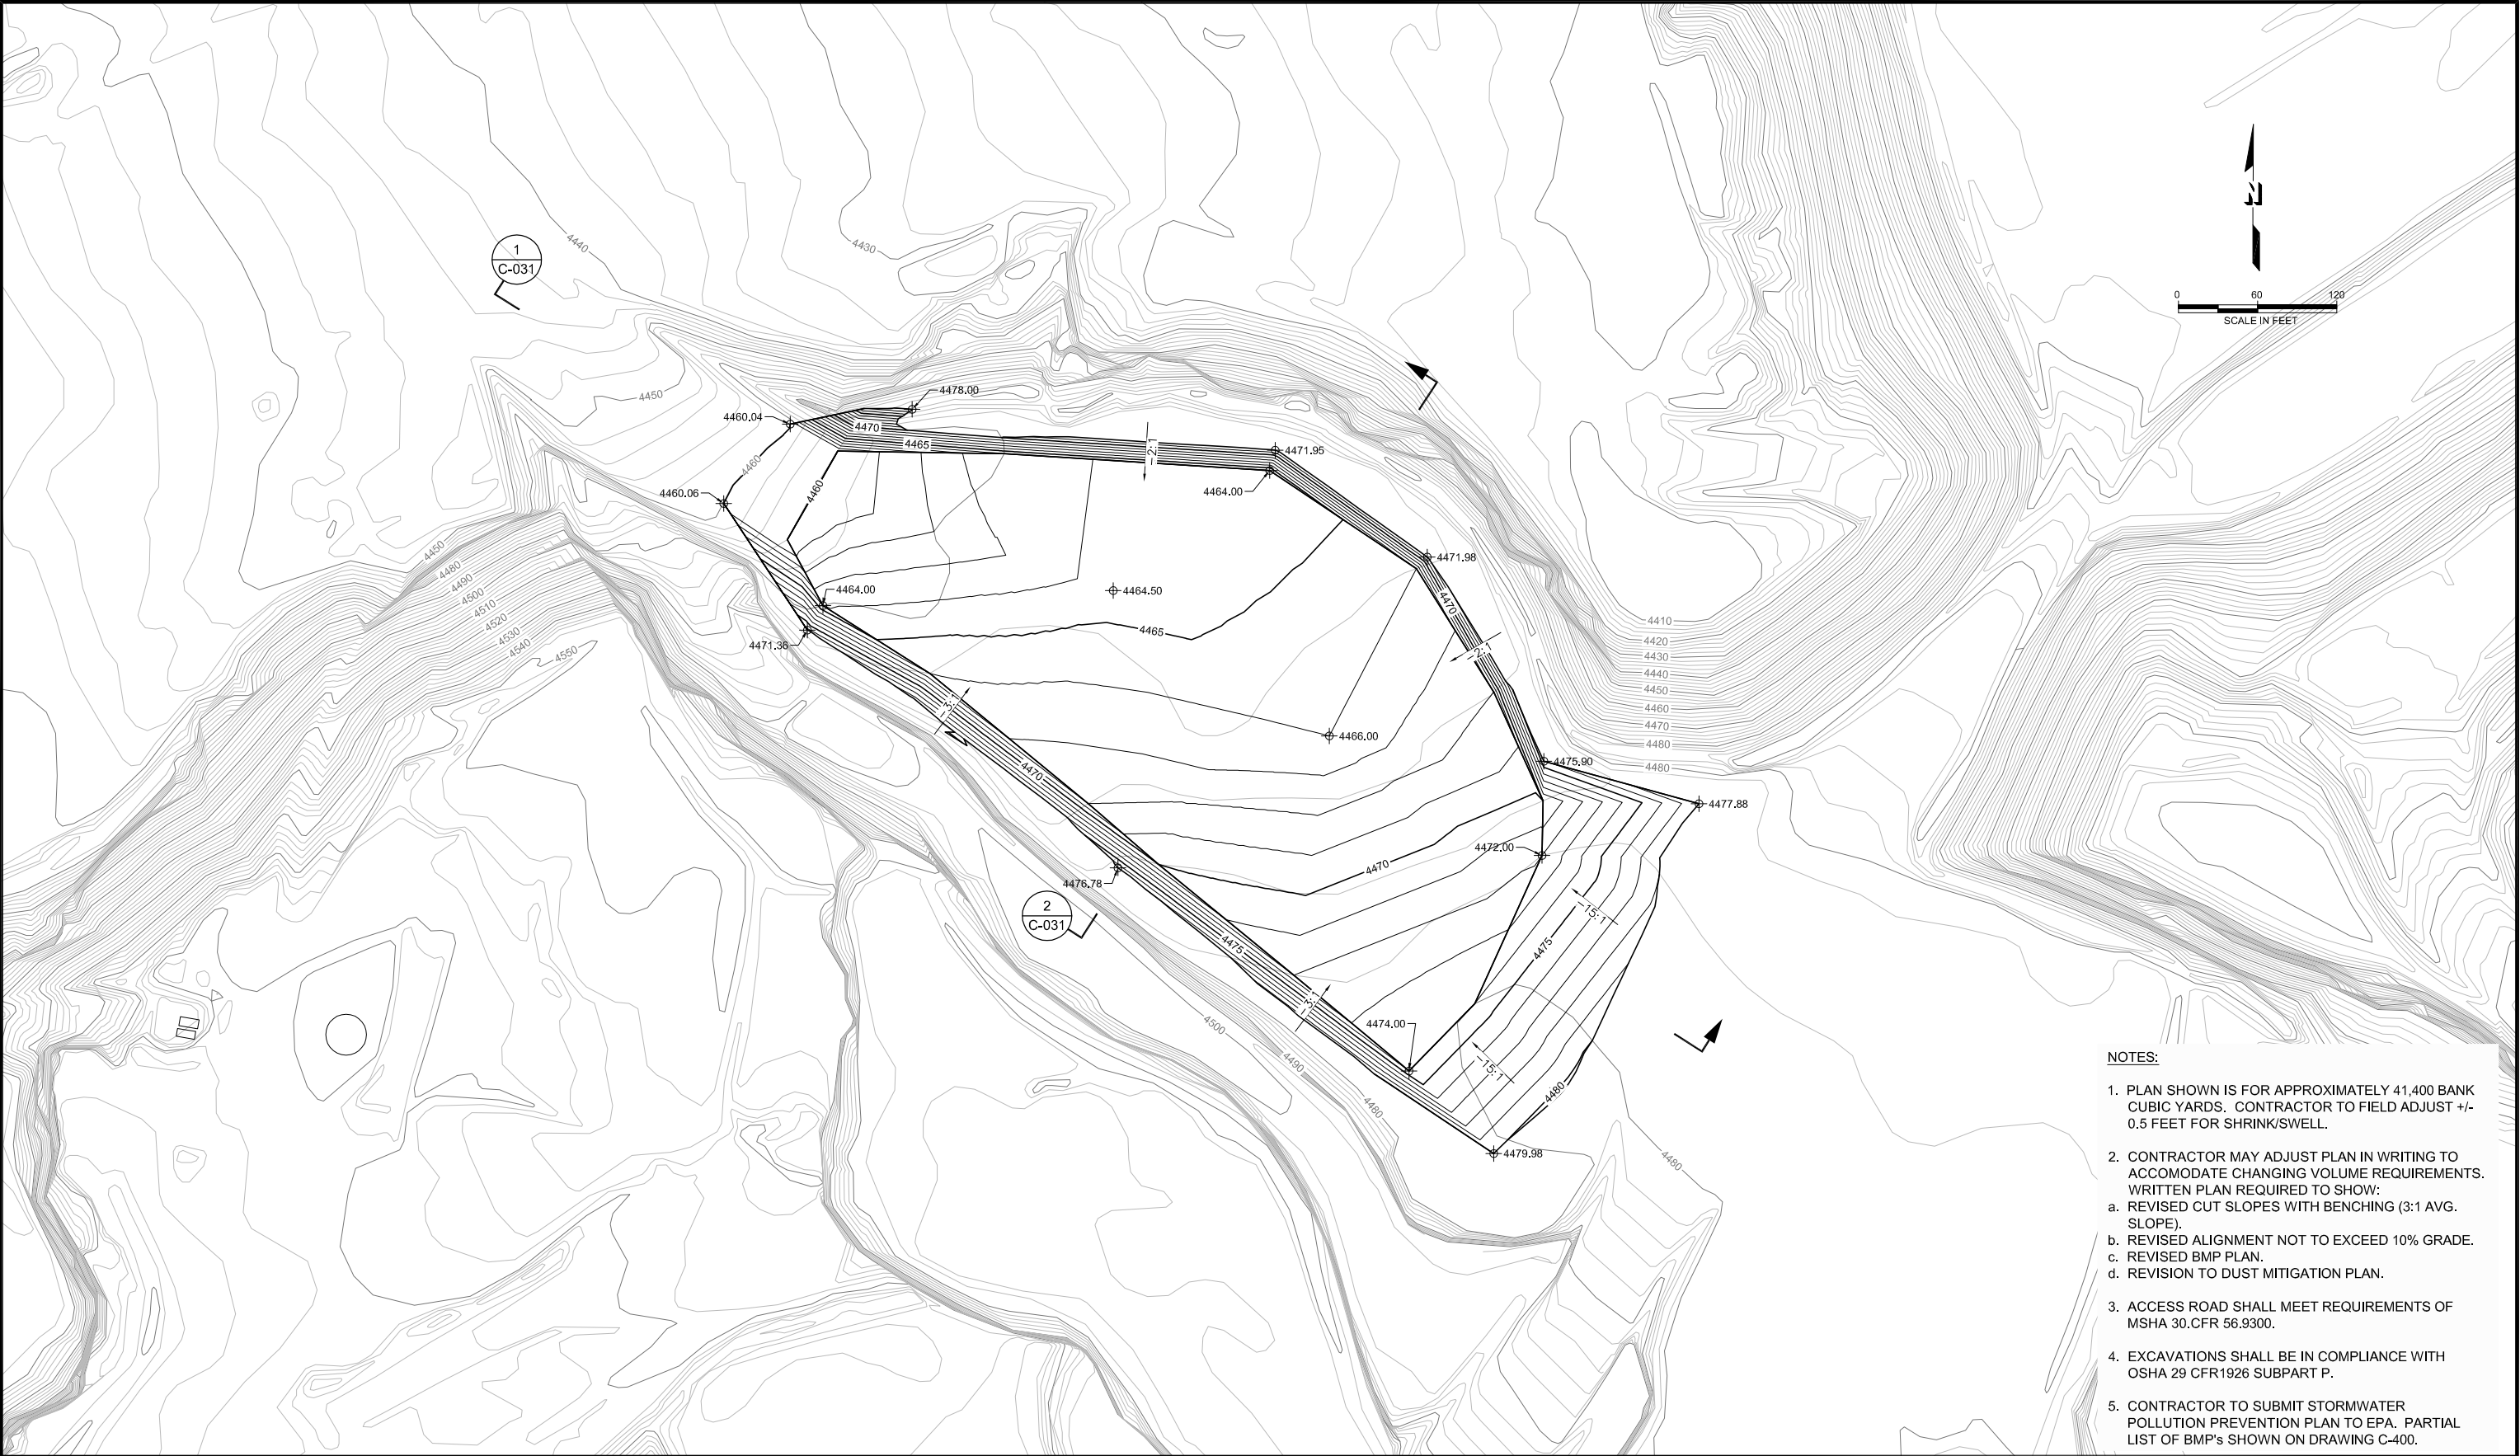 4440
4430
1
C-031
N
0 60 120
SCALE IN FEET
4450
4478.00
4460.04
4470
4465
-2:1
4471.95
4460
4460
4460.06
4464.00
4450
4480
4490
4500
4510
4520
4530
4540
4550
4464.00
4471.36
4464.50
4465
4471.98
4470
-2:1
4410
4420
4430
4440
4450
4460
4470
4480
4480
-3:1
4466.00
4475.90
4477.88
4470
4472.00
4470
4476.78
2
C-031
4475
-15:1
4475
-3:1
4474.00
4500
4490
4480
-15:1
4480
4479.98
4480
NOTES:
1. PLAN SHOWN IS FOR APPROXIMATELY 41,400 BANK
CUBIC YARDS. CONTRACTOR TO FIELD ADJUST +/-
0.5 FEET FOR SHRINK/SWELL.
2. CONTRACTOR MAY ADJUST PLAN IN WRITING TO
ACCOMODATE CHANGING VOLUME REQUIREMENTS.
WRITTEN PLAN REQUIRED TO SHOW:
a. REVISED CUT SLOPES WITH BENCHING (3:1 AVG.
SLOPE).
b. REVISED ALIGNMENT NOT TO EXCEED 10% GRADE.
c. REVISED BMP PLAN.
d. REVISION TO DUST MITIGATION PLAN.
3. ACCESS ROAD SHALL MEET REQUIREMENTS OF
MSHA 30.CFR 56.9300.
4. EXCAVATIONS SHALL BE IN COMPLIANCE WITH
OSHA 29 CFR1926 SUBPART P.
5. CONTRACTOR TO SUBMIT STORMWATER
POLLUTION PREVENTION PLAN TO EPA. PARTIAL
LIST OF BMP's SHOWN ON DRAWING C-400.